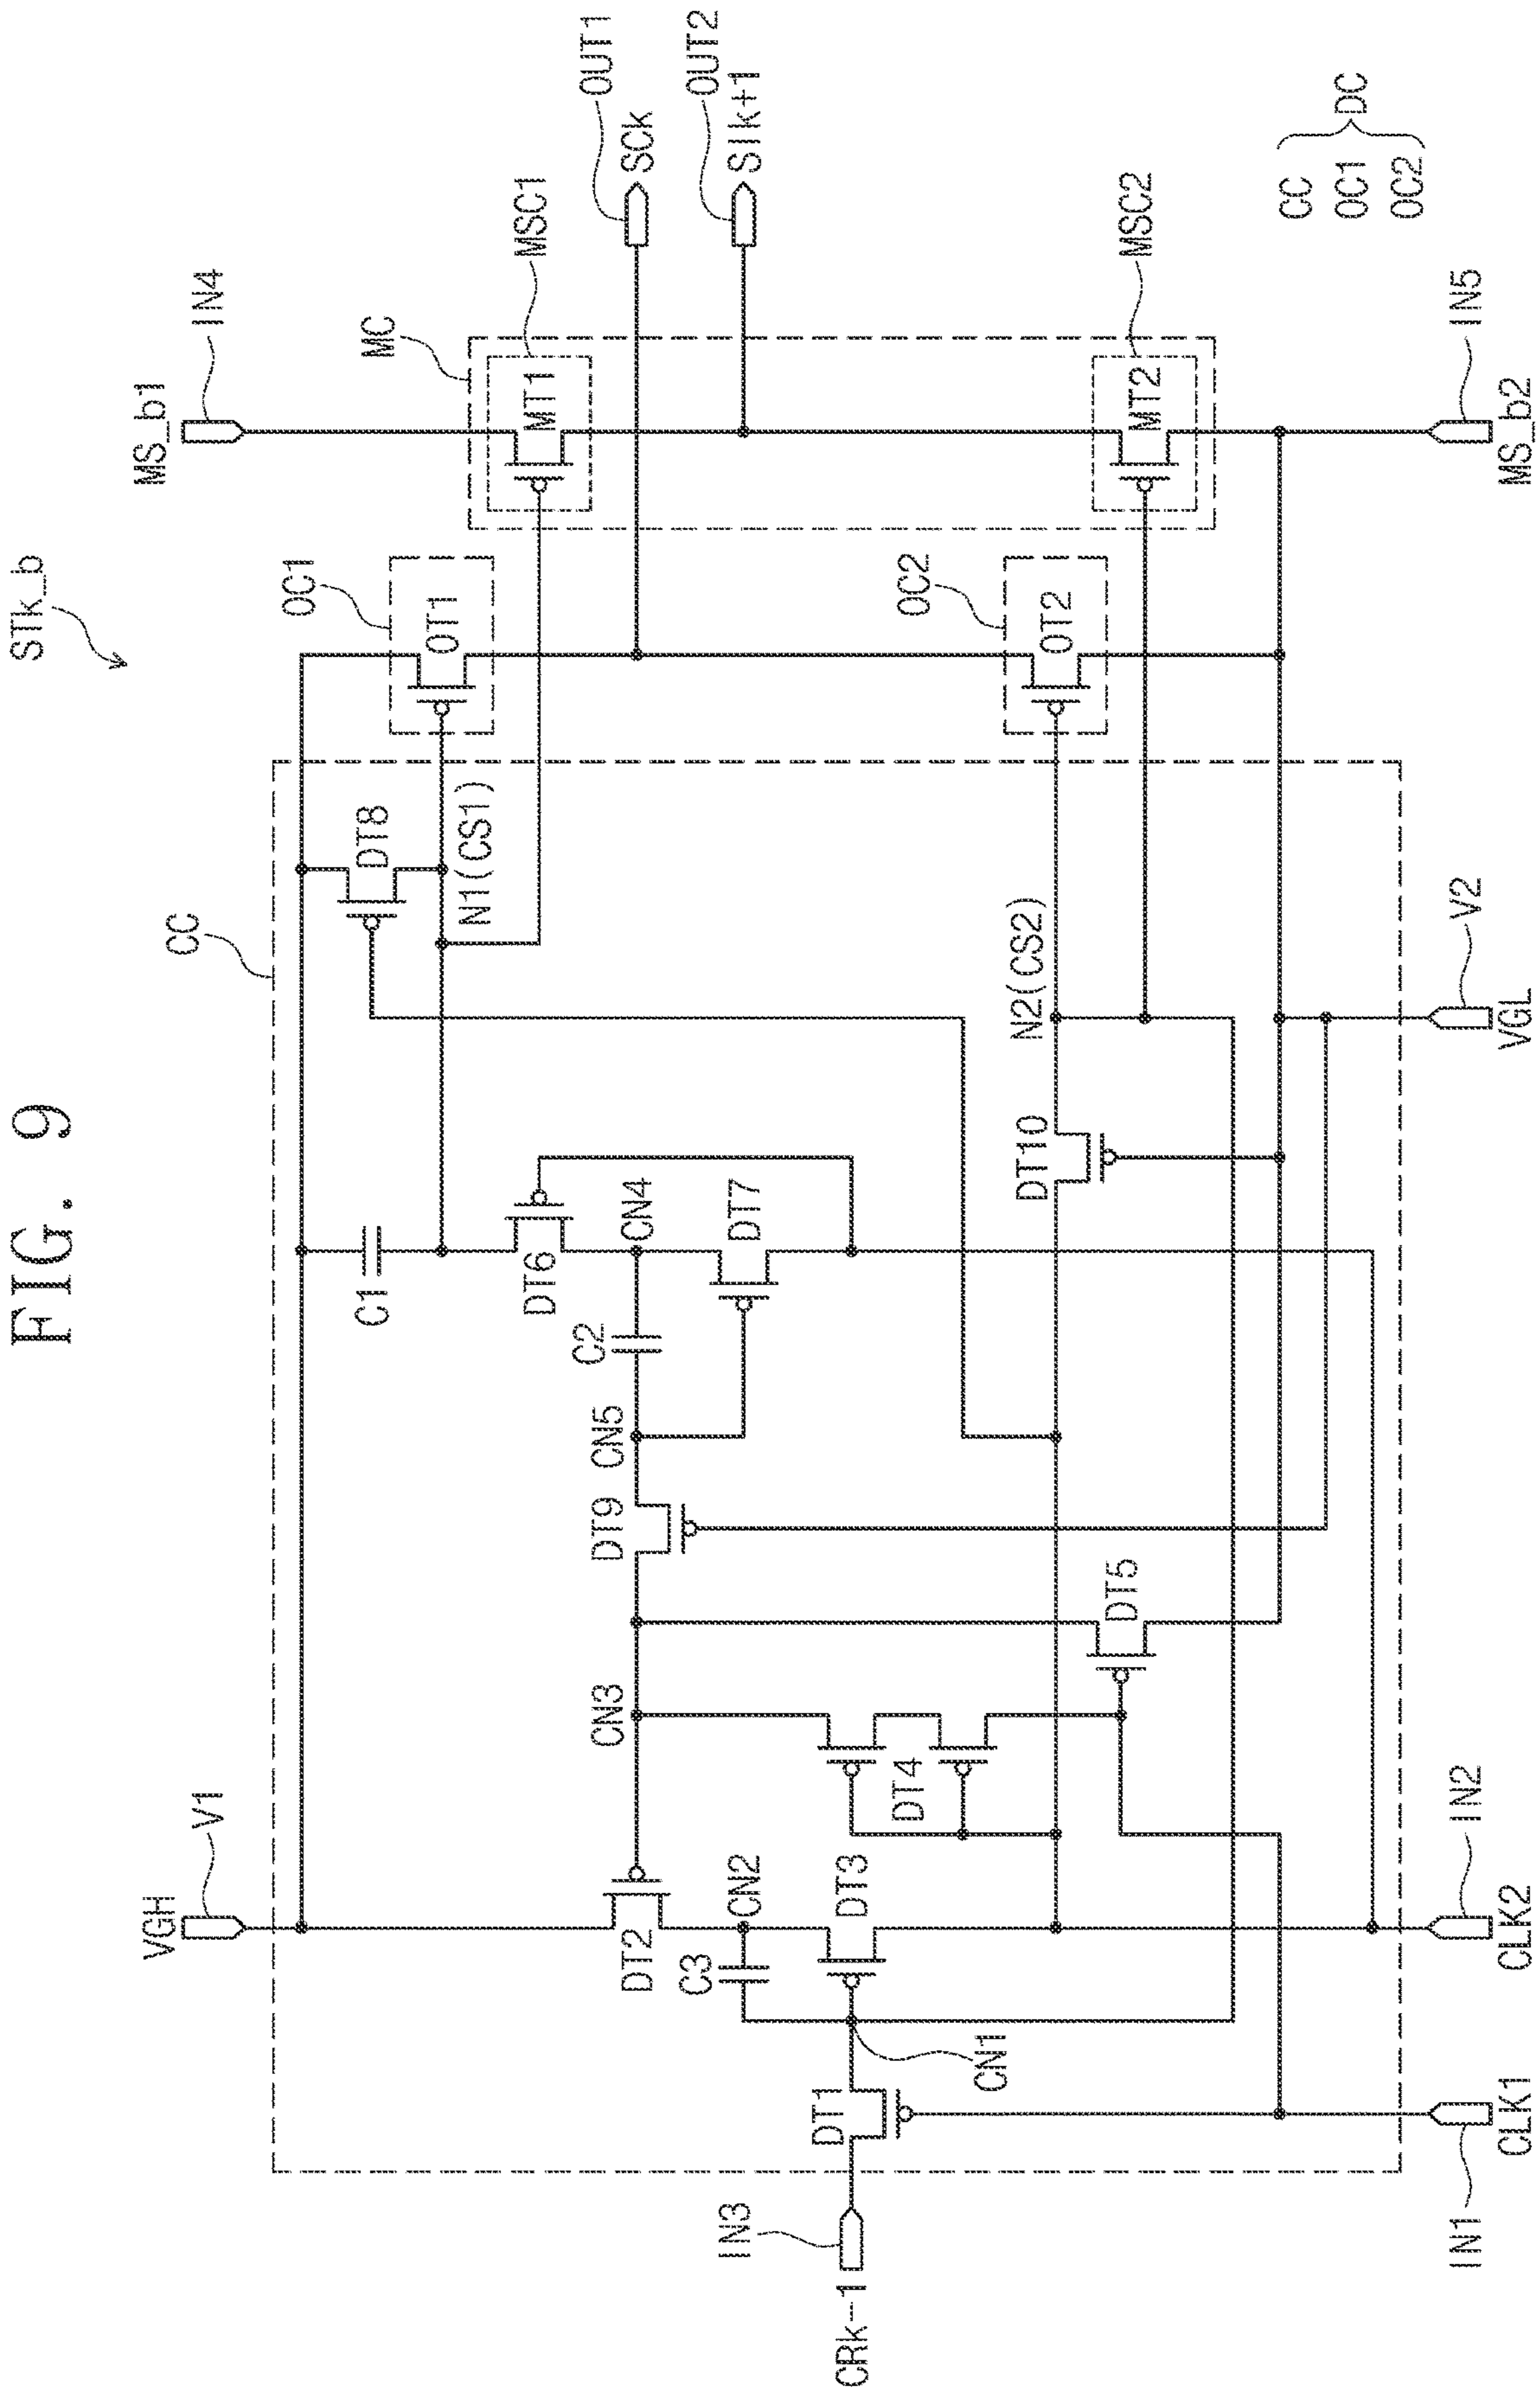 FIG. 9
STk_b
VGH
V1
CC
OC1
MS_b1
IN4
MC
MSC1
OUT1
SCk
OUT2
SIk+1
MT1
OT1
DT8
N1(CS1)
C1
DT6
CN4
DT7
C2
CN5
DT9
CN3
DT2
CN2
C3
DT3
DT4
DT5
DT10
N2(CS2)
OC2
OT2
MT2
MSC2
CC
OC1
OC2
DC
CN1
DT1
IN3
CRk-1
IN1
CLK1
IN2
CLK2
V2
VGL
IN5
MS_b2